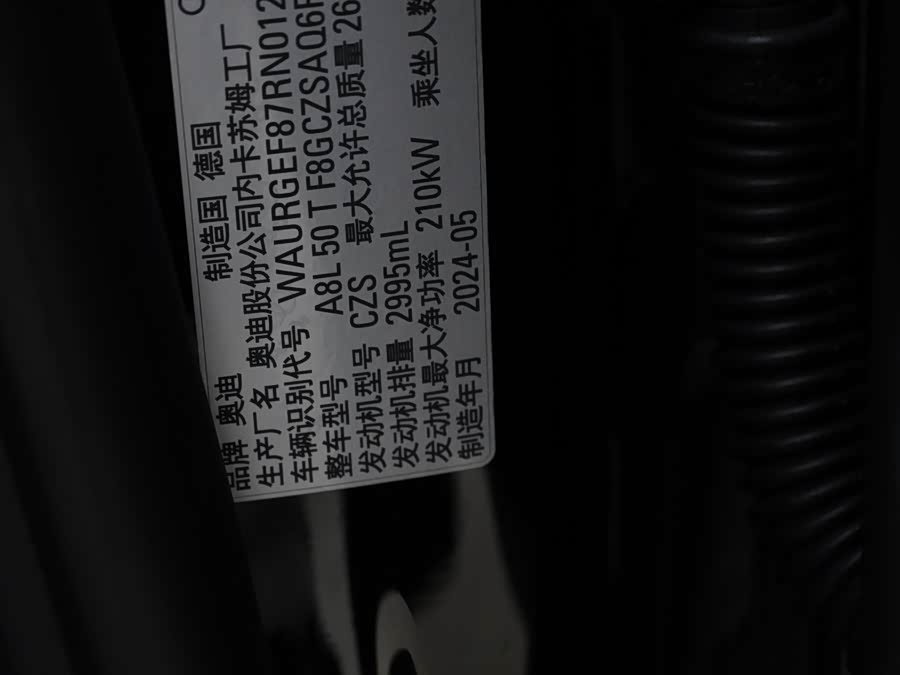 制造国 德国
品牌 奥迪
生产厂名 奥迪股份公司内卡苏姆工厂
车辆识别代号 WAURGEF87RN012
整车型号 A8L 50 T F8GCZSAQ6F
发动机型号 CZS 最大允许总质量 26
发动机排量 2995mL
发动机最大净功率 210kW 乘坐人数
制造年月 2024-05